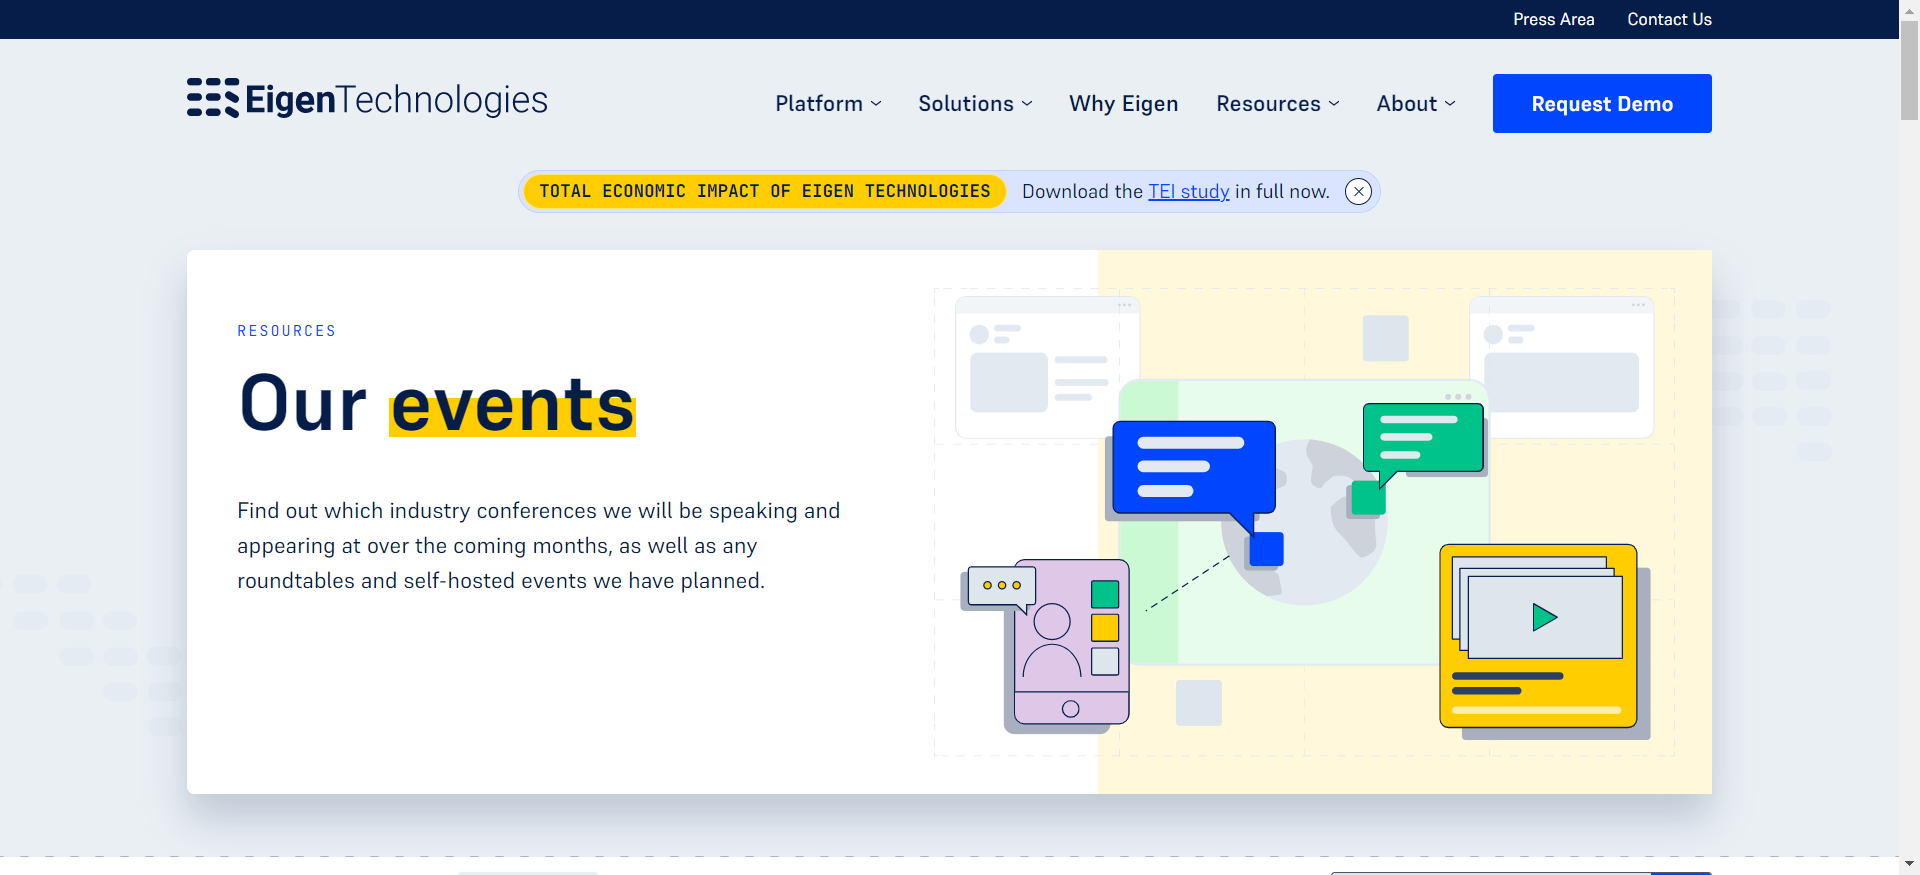 Press Area Contact Us
EigenTechnologies Platform Solutions Why Eigen Resources About Request Demo
TOTAL ECONOMIC IMPACT OF EIGEN TECHNOLOGIES Download the TEI study in full now.
RESOURCES
Our events
Find out which industry conferences we will be speaking and
appearing at over the coming months, as well as any
roundtables and self-hosted events we have planned.